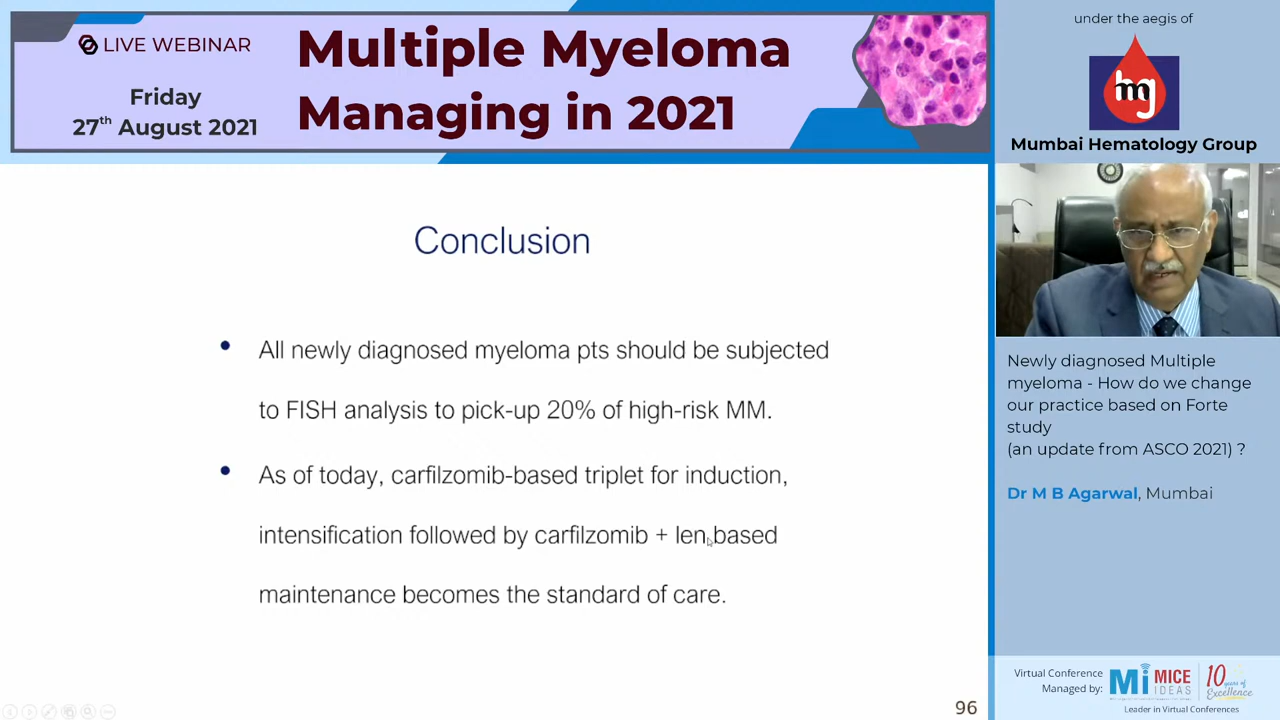 LIVE WEBINAR
Friday
27th August 2021
Multiple Myeloma
Managing in 2021
under the aegis of
mg
Mumbai Hematology Group
Conclusion
• All newly diagnosed myeloma pts should be subjected
to FISH analysis to pick-up 20% of high-risk MM.
• As of today, carfilzomib-based triplet for induction,
intensification followed by carfilzomib + len based
maintenance becomes the standard of care.
Newly diagnosed Multiple
myeloma - How do we change
our practice based on Forte
study
(an update from ASCO 2021) ?
Dr M B Agarwal, Mumbai
Virtual Conference
Managed by:
Mi MICE
IDEAS
10 years of
Excellence
Leader in Virtual Conferences
96